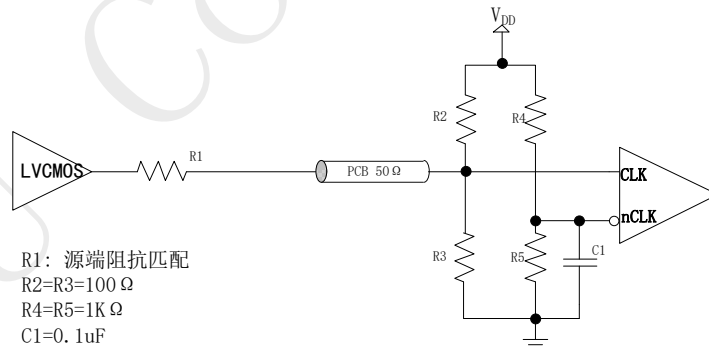 V_DD
R2
R4
LVCMOS
R1
PCB 50Ω
CLK
nCLK
R3
R5
C1
R1: 源端阻抗匹配
R2=R3=100Ω
R4=R5=1KΩ
C1=0.1uF